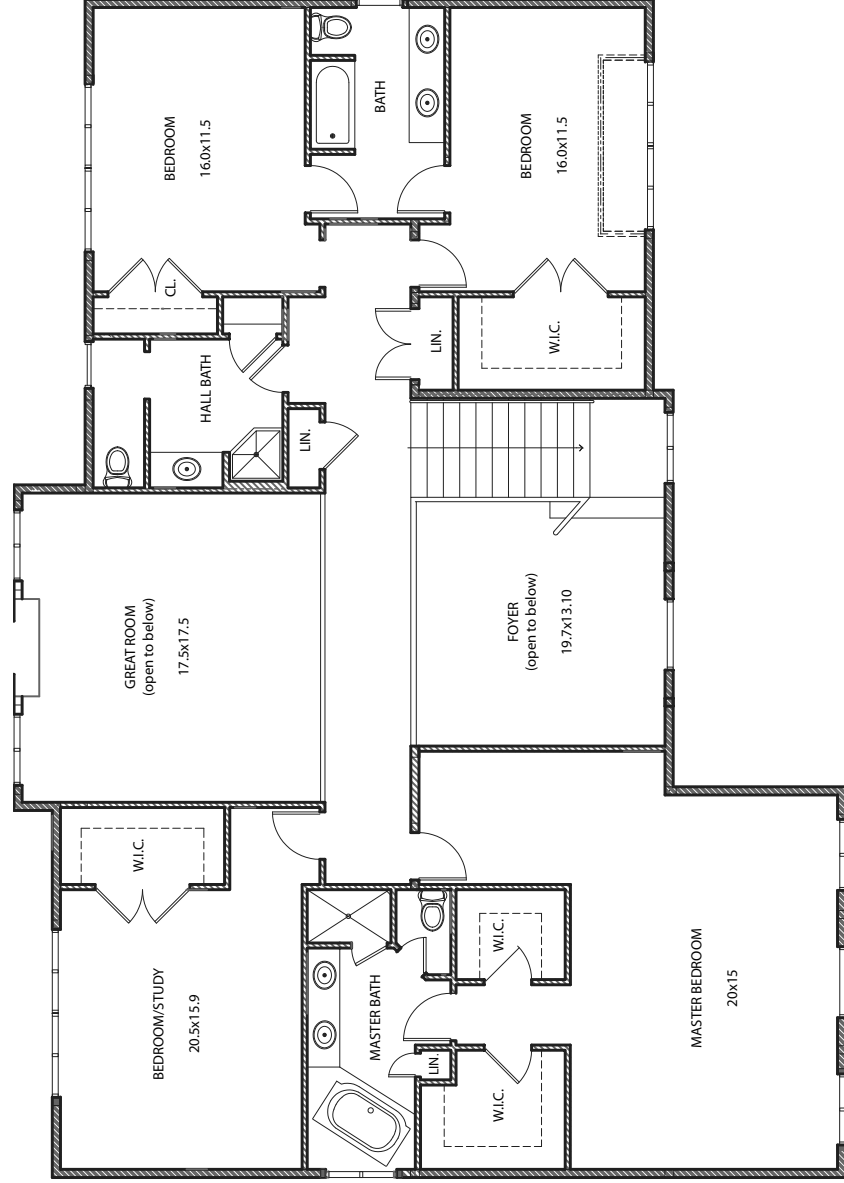 BEDROOM
16.0x11.5
BATH
BEDROOM
16.0x11.5
CL.
LIN.
W.I.C.
HALL BATH
LIN.
GREAT ROOM
(open to below)
17.5x17.5
FOYER
(open to below)
19.7x13.10
W.I.C.
BEDROOM/STUDY
20.5x15.9
MASTER BATH
W.I.C.
LIN.
W.I.C.
MASTER BEDROOM
20x15